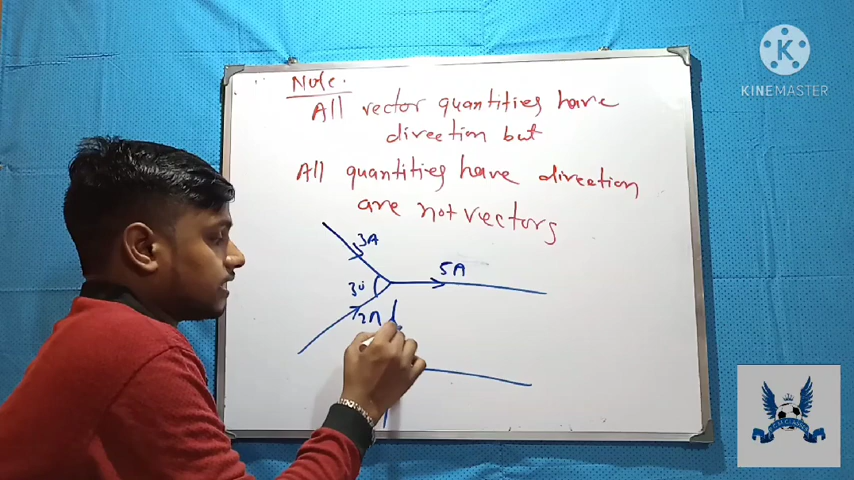 Note.
All vector quantities have
direction but
All quantities have direction
are not vectors
3A
5A
30
2A
KINEMASTER